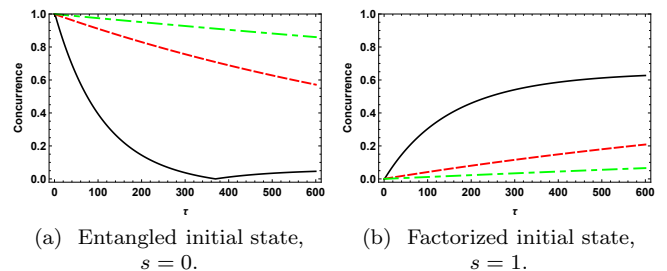 1.0
0.8
0.6
0.4
0.2
0.0
Concurrence
0 100 200 300 400 500 600
τ
(a) Entangled initial state,
s = 0.
1.0
0.8
0.6
0.4
0.2
0.0
Concurrence
0 100 200 300 400 500 600
τ
(b) Factorized initial state,
s = 1.